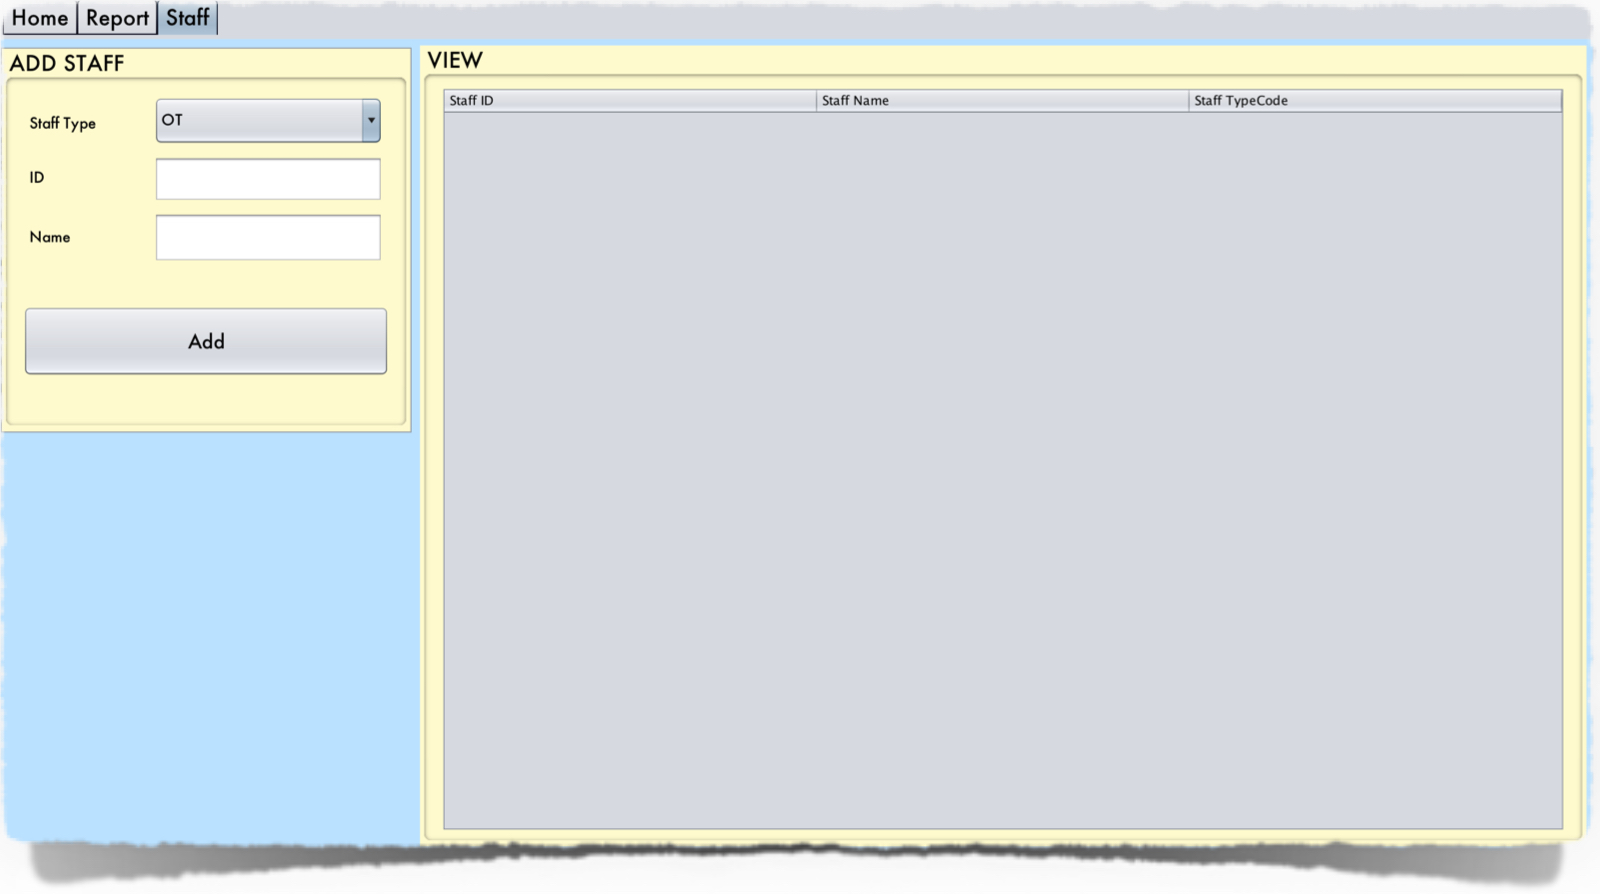 Home Report Staff
ADD STAFF
Staff Type OT
ID
Name
Add
VIEW
Staff ID Staff Name Staff TypeCode